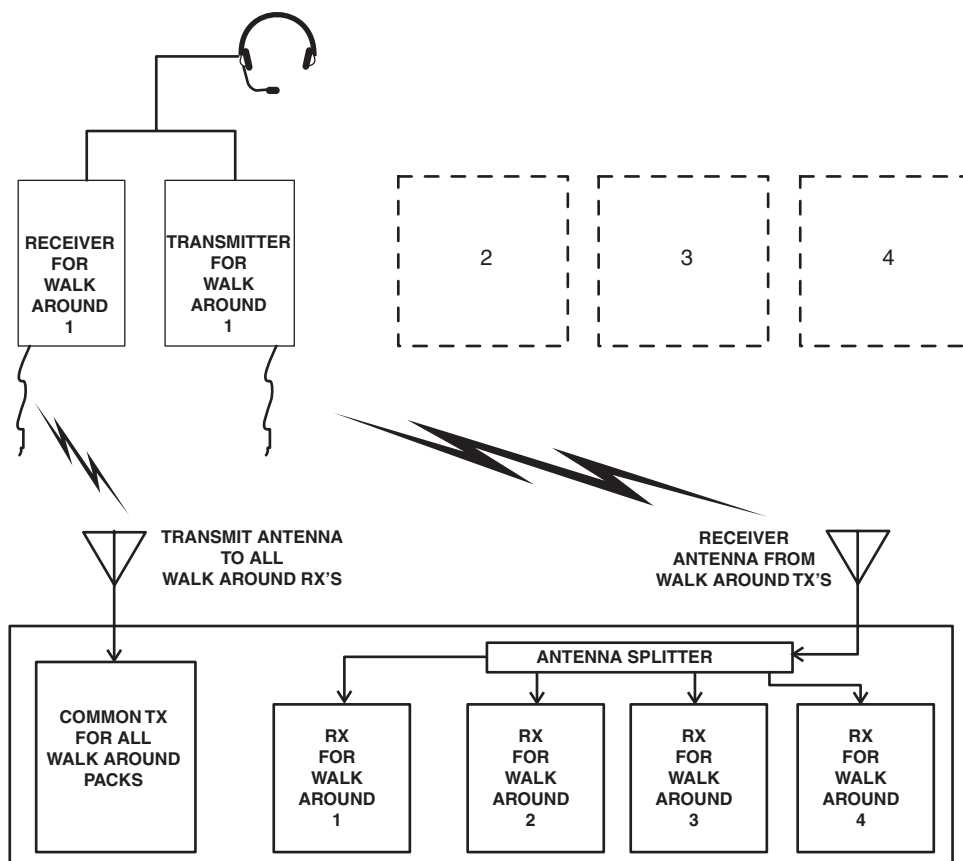 RECEIVER
FOR
WALK
AROUND
1
TRANSMITTER
FOR
WALK
AROUND
1
2
3
4
TRANSMIT ANTENNA
TO ALL
WALK AROUND RX'S
RECEIVER
ANTENNA FROM
WALK AROUND TX'S
ANTENNA SPLITTER
COMMON TX
FOR ALL
WALK AROUND
PACKS
RX
FOR
WALK
AROUND
1
RX
FOR
WALK
AROUND
2
RX
FOR
WALK
AROUND
3
RX
FOR
WALK
AROUND
4